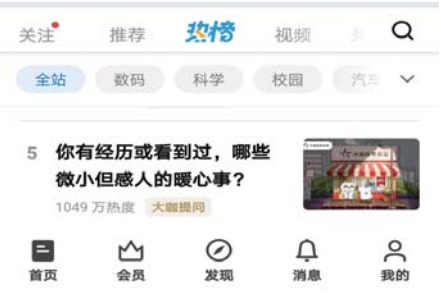 关注 推荐 热榜 视频
全站 数码 科学 校园 汽车
5 你有经历或看到过，哪些
微小但感人的暖心事？
1049 万热度 大咖提问
首页 会员 发现 消息 我的